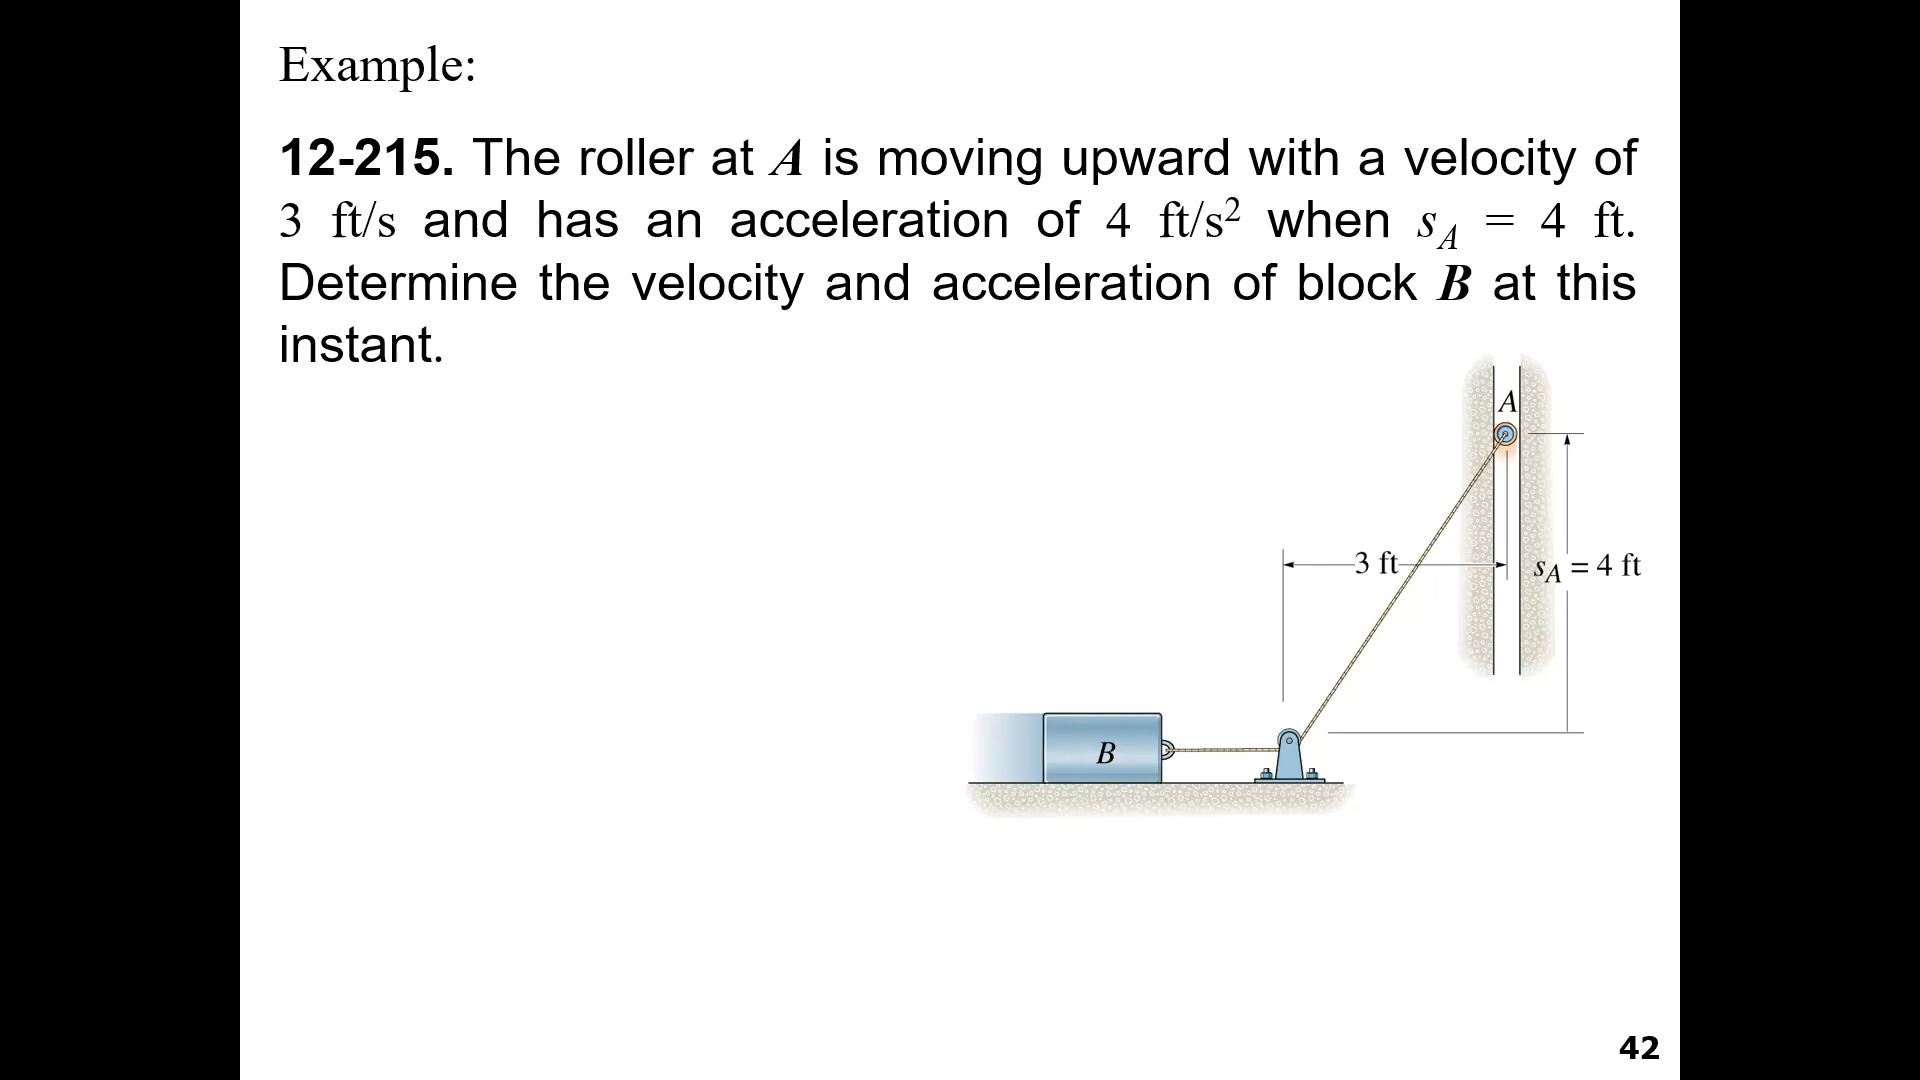 Example:
12-215. The roller at A is moving upward with a velocity of
3 ft/s and has an acceleration of 4 ft/s² when s_A = 4 ft.
Determine the velocity and acceleration of block B at this
instant.
A
3 ft
s_A = 4 ft
B
42